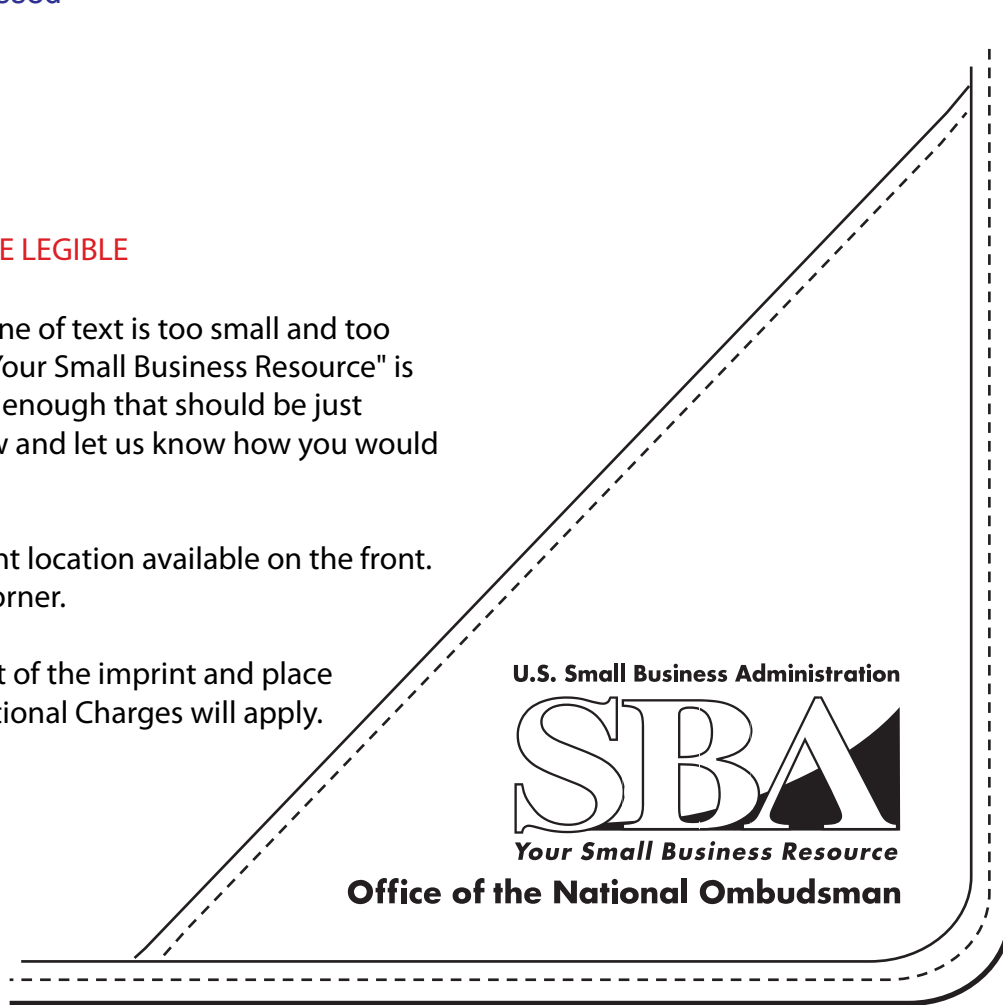 E LEGIBLE
ne of text is too small and too
Your Small Business Resource" is
enough that should be just
w and let us know how you would
nt location available on the front.
orner.
t of the imprint and place
tional Charges will apply.
U.S. Small Business Administration
SBA
Your Small Business Resource
Office of the National Ombudsman